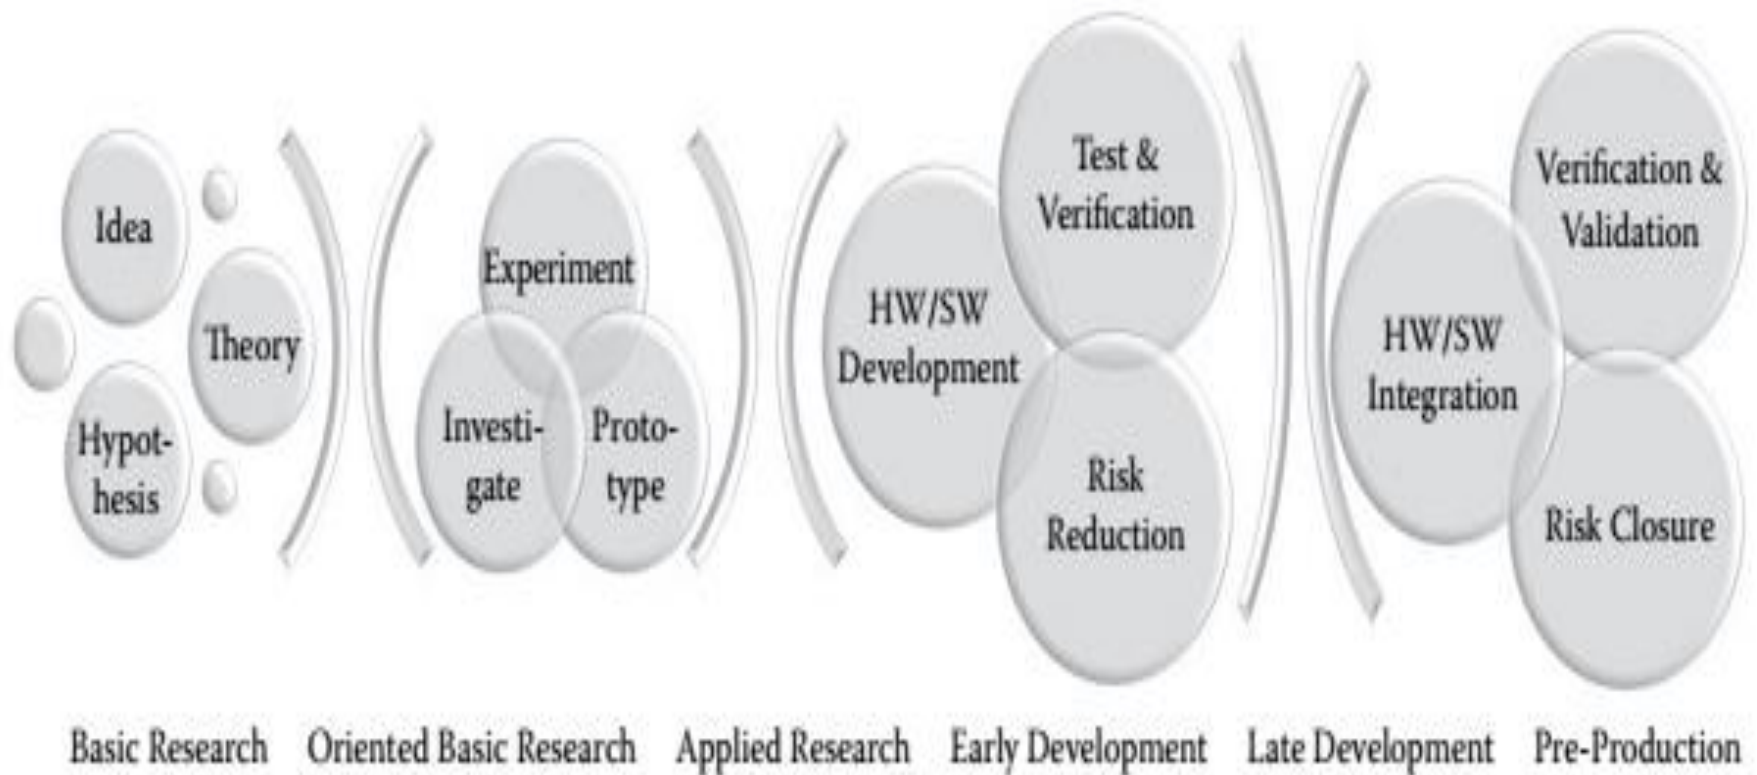 Idea
Theory
Hypot-
hesis
Experiment
Investi-
gate
Proto-
type
HW/SW
Development
Test &
Verification
Risk
Reduction
HW/SW
Integration
Verification &
Validation
Risk Closure
Basic Research
Oriented Basic Research
Applied Research
Early Development
Late Development
Pre-Production